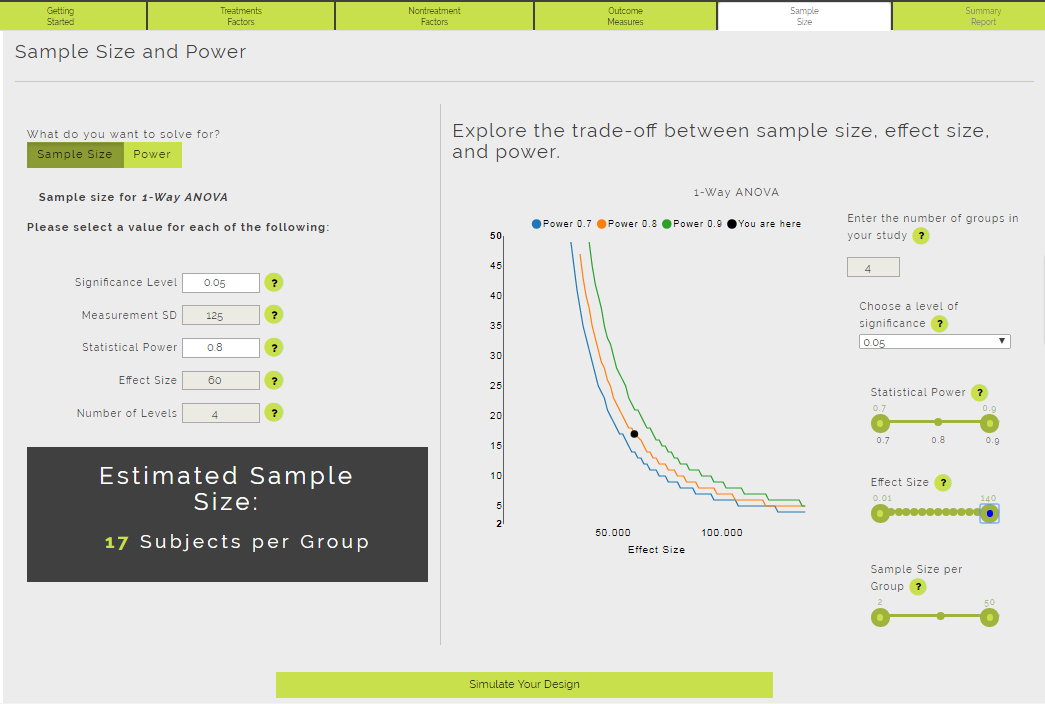 Getting
Started
Treatments
Factors
Nontreatment
Factors
Outcome
Measures
Sample
Size
Summary
Report
Sample Size and Power
What do you want to solve for?
Sample Size Power
Sample size for 1-Way ANOVA
Please select a value for each of the following:
Significance Level 0.05 ?
Measurement SD 125 ?
Statistical Power 0.8 ?
Effect Size 60 ?
Number of Levels 4 ?
Estimated Sample
Size:
17 Subjects per Group
Explore the trade-off between sample size, effect size,
and power.
1-Way ANOVA
Power 0.7 Power 0.8 Power 0.9 You are here
50
45
40
35
30
25
20
15
10
5
2
50.000 100.000
Effect Size
Enter the number of groups in
your study ?
4
Choose a level of
significance ?
0.05 ▼
Statistical Power ?
0.7 0.9
0.7 0.8 0.9
Effect Size ?
0.01 140
Sample Size per
Group ?
2 50
Simulate Your Design